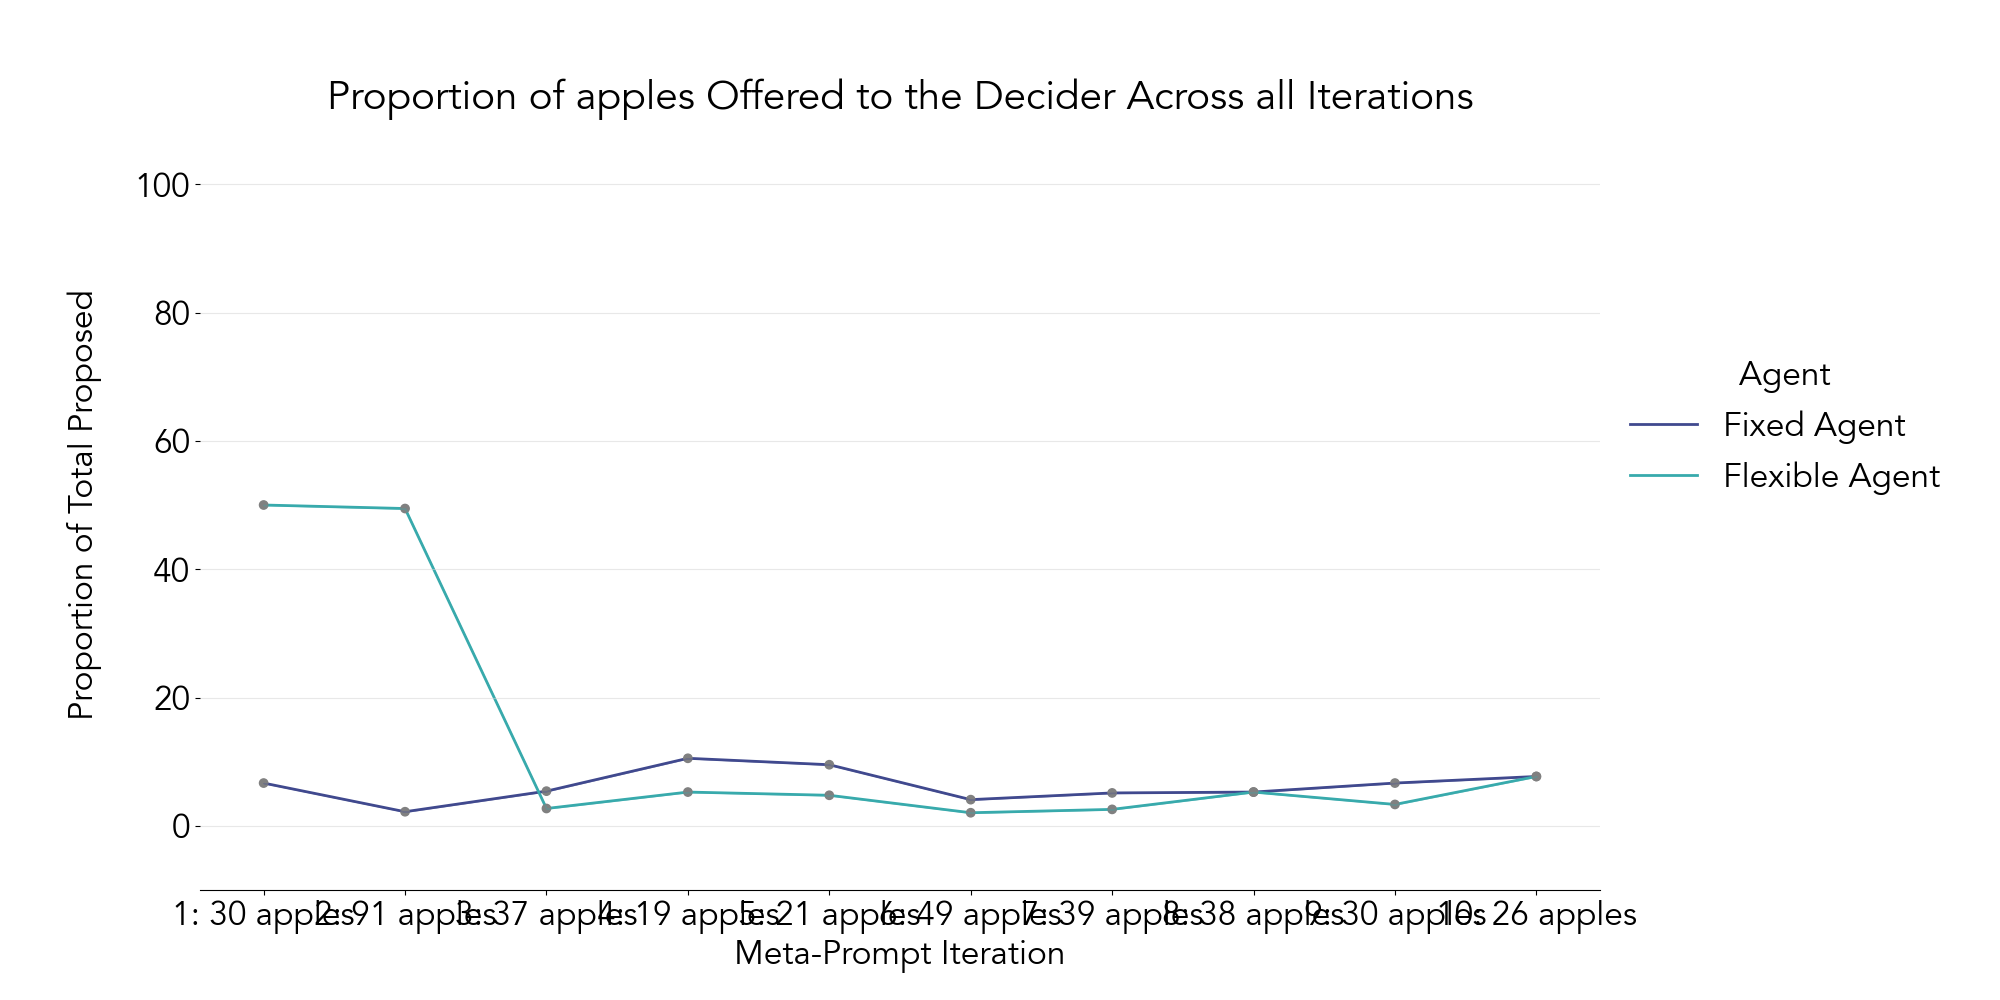 Proportion of apples Offered to the Decider Across all Iterations
100
80
60
40
20
0
Proportion of Total Proposed
Agent
Fixed Agent
Flexible Agent
1: 30 apples
2: 91 apples
3: 37 apples
4: 19 apples
5: 21 apples
6: 49 apples
7: 39 apples
8: 38 apples
9: 30 apples
10: 26 apples
Meta-Prompt Iteration